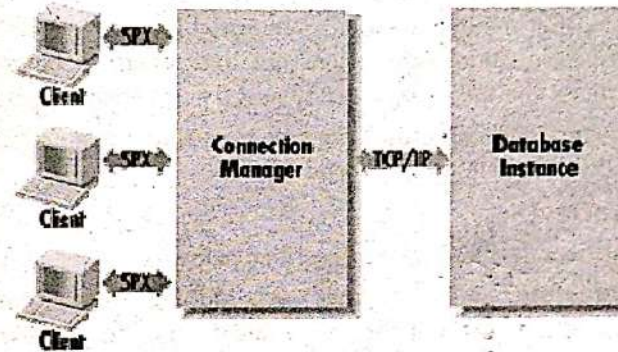 SPX
Client
SPX
Client
SPX
Client
Connection
Manager
TCP/IP
Database
Instance